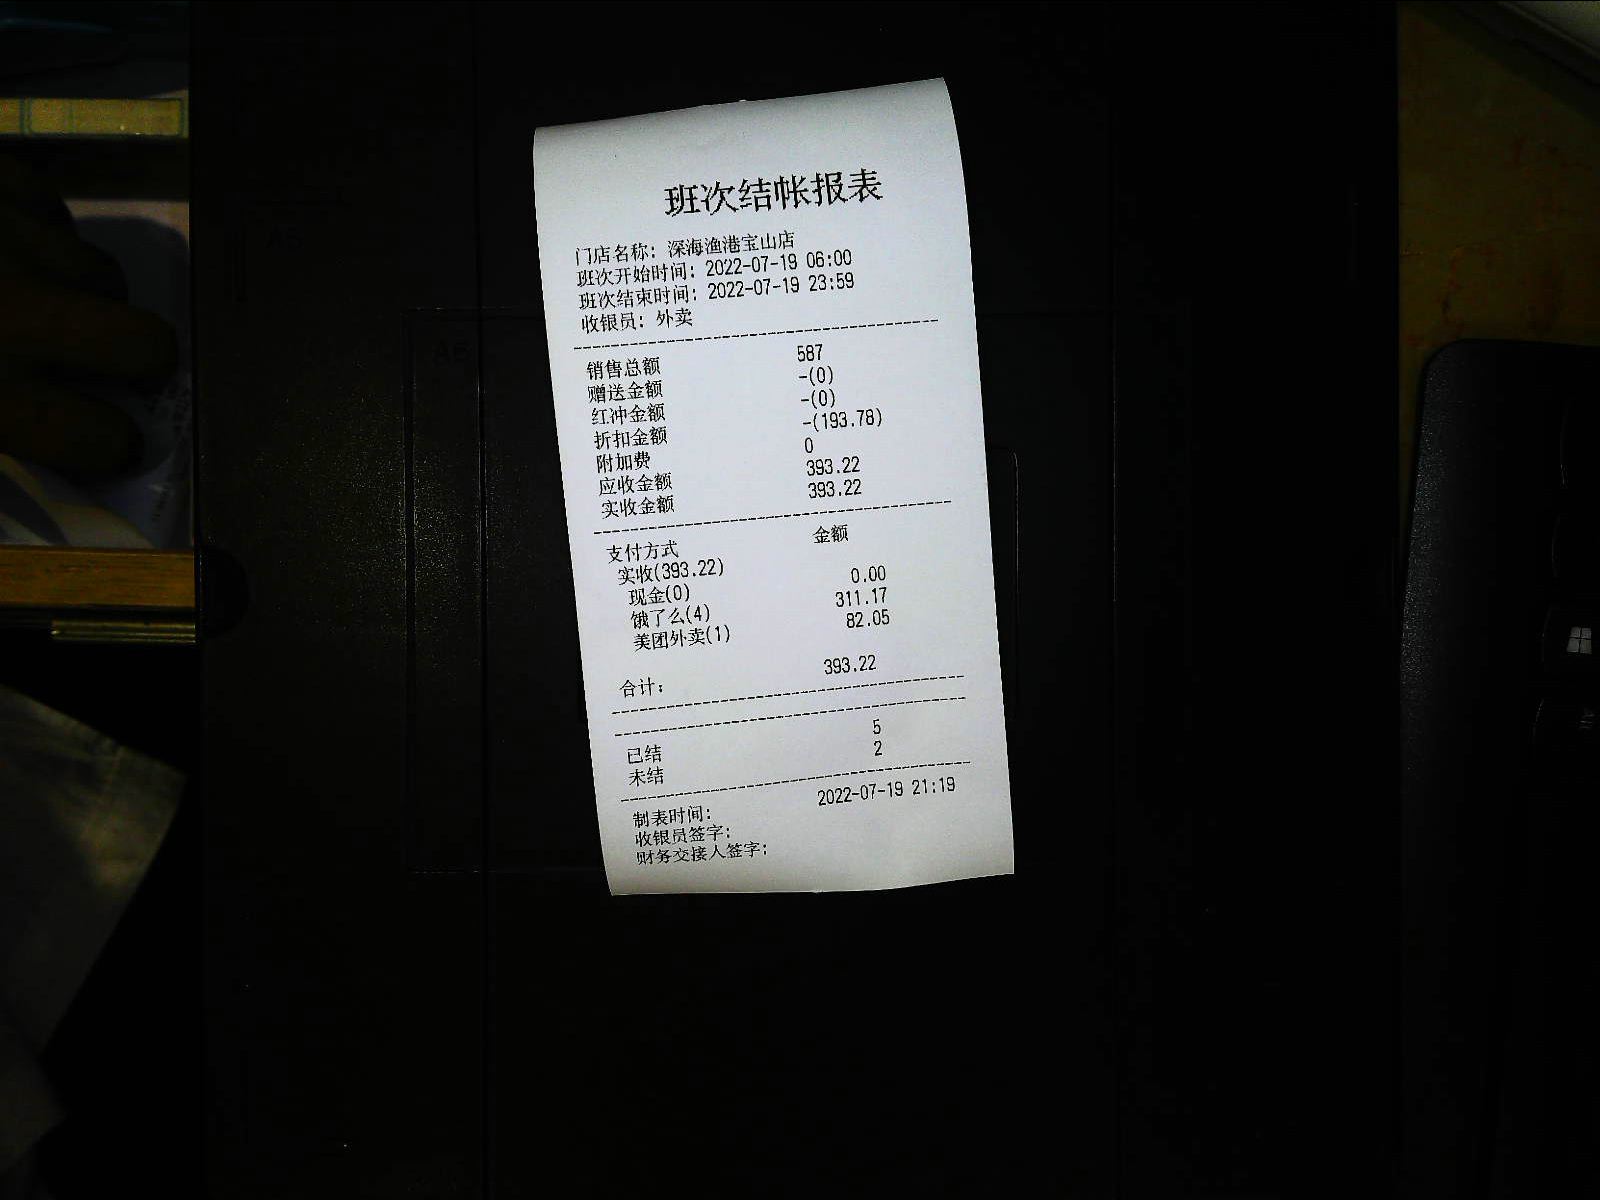 班次结帐报表
门店名称: 深海渔港宝山店
班次开始时间: 2022-07-19 06:00
班次结束时间: 2022-07-19 23:59
收银员: 外卖
销售总额 587
赠送金额 -(0)
红冲金额 -(0)
折扣金额 -(193.78)
附加费 0
应收金额 393.22
实收金额 393.22
支付方式 金额
实收(393.22)
现金(0) 0.00
饿了么(4) 311.17
美团外卖(1) 82.05
合计: 393.22
已结 5
未结 2
制表时间: 2022-07-19 21:19
收银员签字:
财务交接人签字: